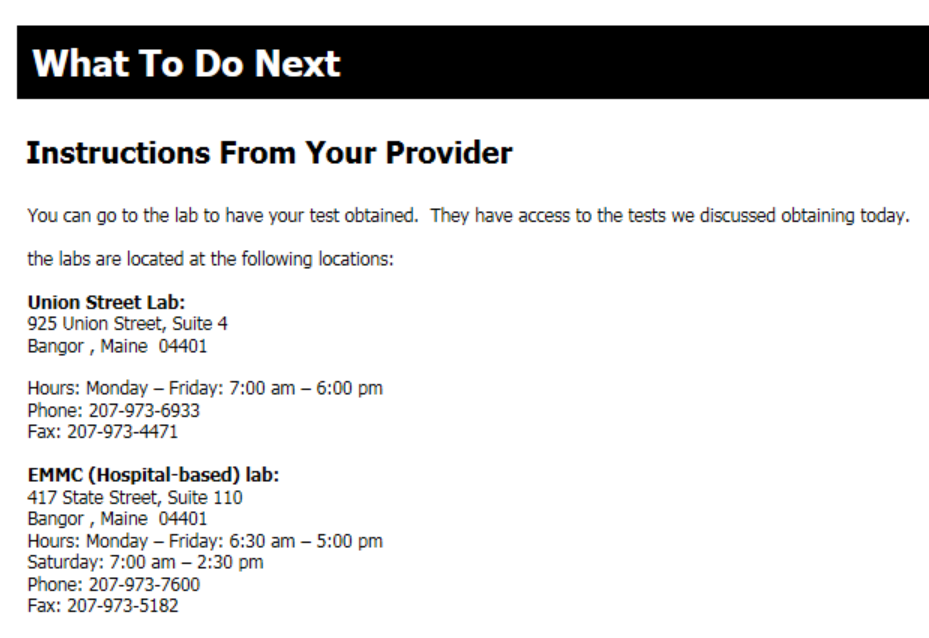 What To Do Next
Instructions From Your Provider
You can go to the lab to have your test obtained.  They have access to the tests we discussed obtaining today.
the labs are located at the following locations:
Union Street Lab:
925 Union Street, Suite 4
Bangor , Maine  04401
Hours: Monday – Friday: 7:00 am – 6:00 pm
Phone: 207-973-6933
Fax: 207-973-4471
EMMC (Hospital-based) lab:
417 State Street, Suite 110
Bangor , Maine  04401
Hours: Monday – Friday: 6:30 am – 5:00 pm
Saturday: 7:00 am – 2:30 pm
Phone: 207-973-7600
Fax: 207-973-5182